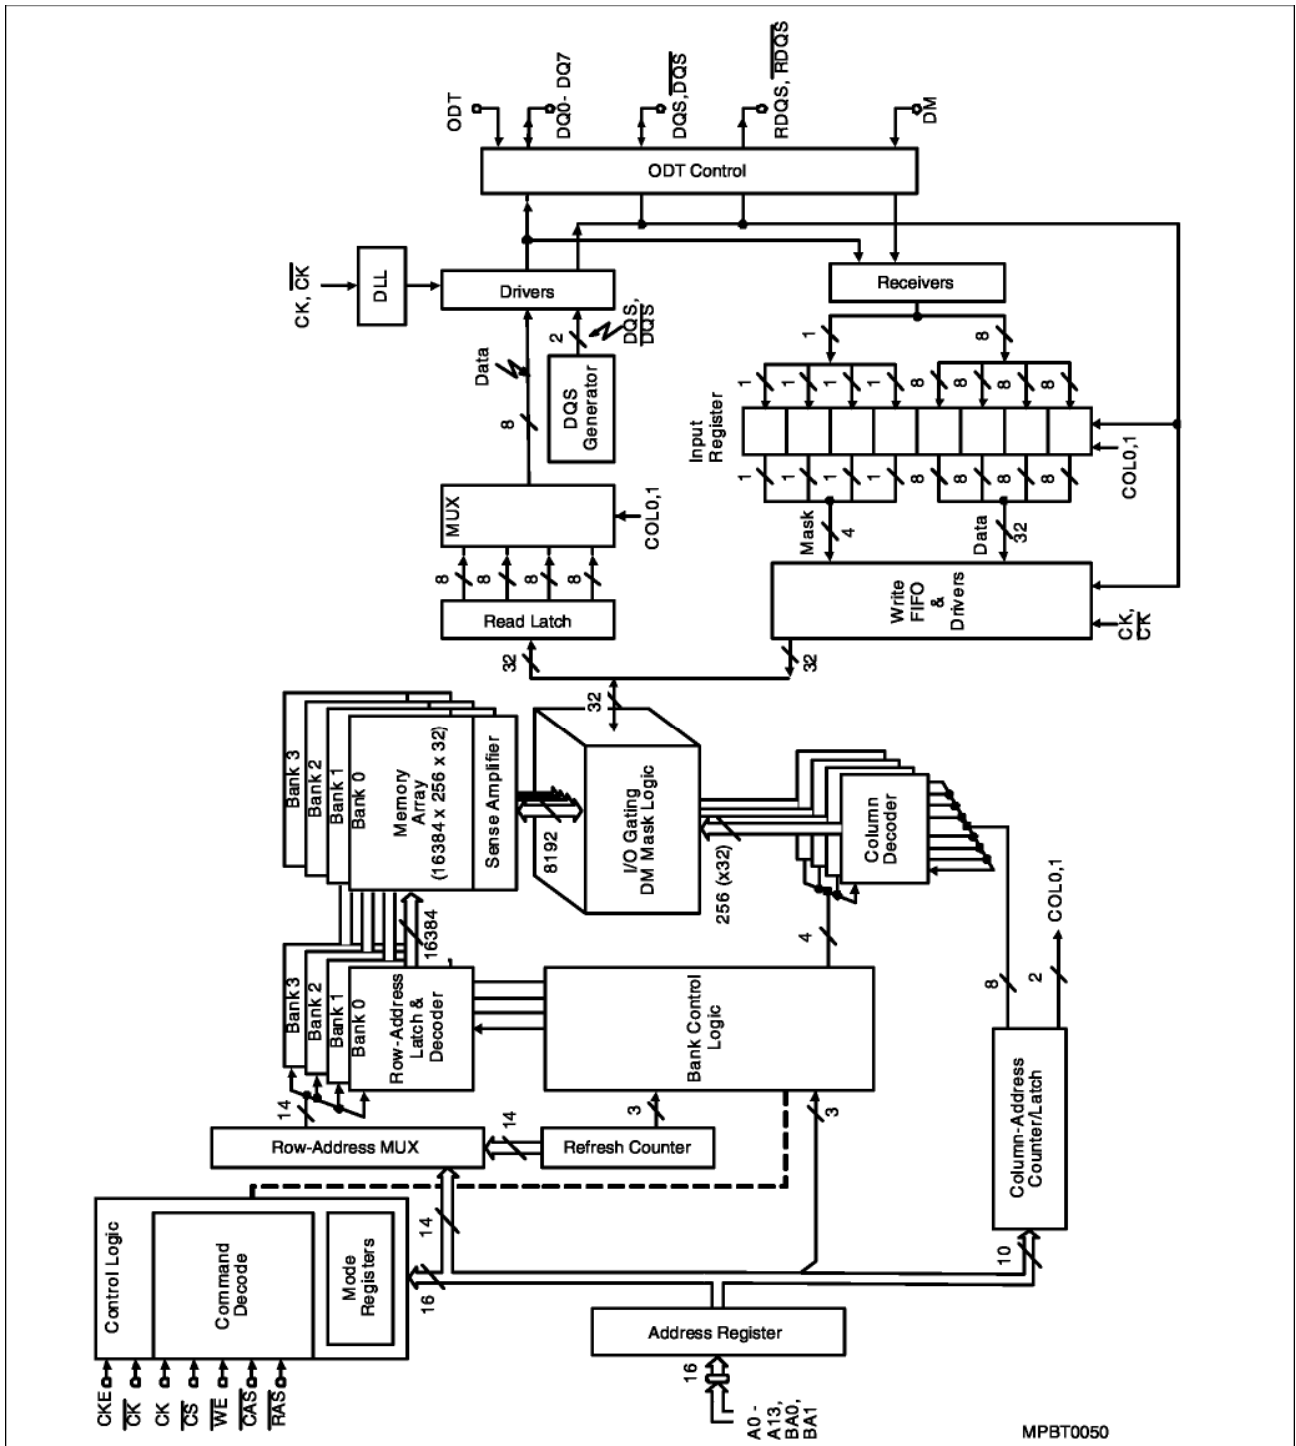 ODT
DQ0- DQ7
DQS, DQS
RDQS, RDQS
DM
ODT Control
CK, CK
DLL
Drivers
Receivers
2
DQS,
DQS
Data
8
DQS
Generator
1
8
1
1
1
1
8
8
8
8
Input
Register
COL0,1
1
1
1
1
8
8
8
8
MUX
COL0,1
Mask
4
Data
32
8
8
8
8
Read Latch
Write
FIFO
&
Drivers
CK,
CK
32
32
32
Bank 3
Bank 2
Bank 1
Bank 0
Memory
Array
(16384 x 256 x 32)
Sense Amplifier
8192
I/O Gating
DM Mask Logic
256 (x32)
Column
Decoder
16384
4
8
2
COL0,1
Bank 3
Bank 2
Bank 1
Bank 0
Row-Address
Latch &
Decoder
Bank Control
Logic
14
3
3
Row-Address MUX
14
Refresh Counter
Column-Address
Counter/Latch
14
10
16
Control Logic
Command
Decode
Mode
Registers
Address Register
16
CKE
CK
CK
CS
WE
CAS
RAS
A0 -
A13,
BA0,
BA1
MPBT0050